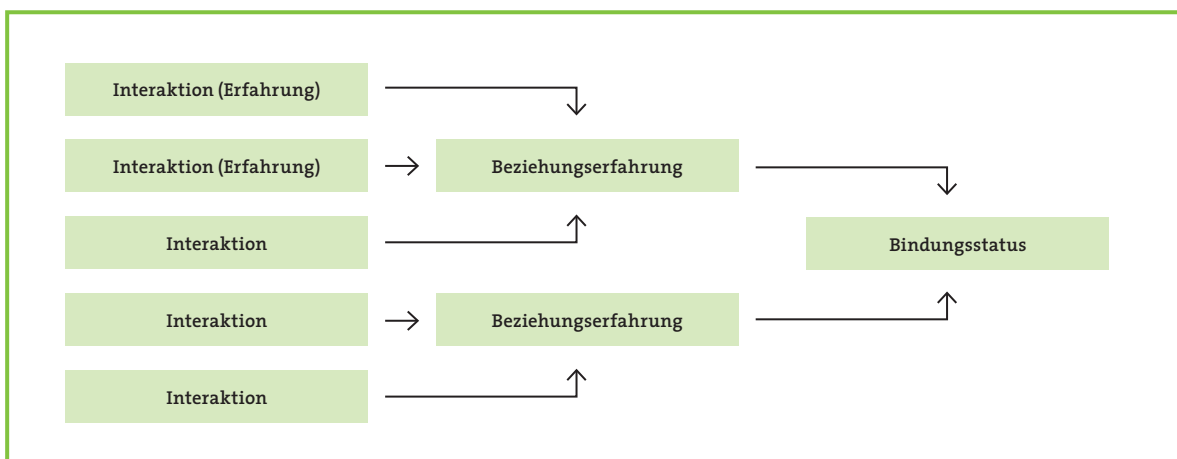 Interaktion (Erfahrung)
Interaktion (Erfahrung)
Beziehungserfahrung
Interaktion
Bindungsstatus
Interaktion
Beziehungserfahrung
Interaktion